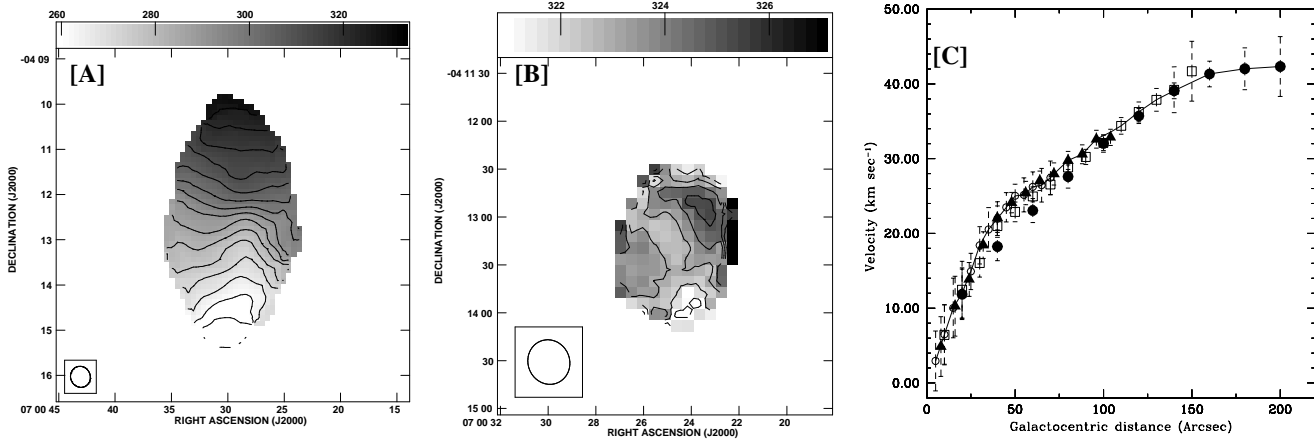 260 280 300 320
[A]
-04 09
10
11
12
13
14
15
16
DECLINATION (J2000)
07 00 45 40 35 30 25 20 15
RIGHT ASCENSION (J2000)
322 324 326
[B]
-04 11 30
12 00
30
13 00
30
14 00
30
15 00
DECLINATION (J2000)
07 00 32 30 28 26 24 22 20
RIGHT ASCENSION (J2000)
[C]
50.00
40.00
30.00
20.00
10.00
0.00
Velocity (km sec⁻¹)
0 50 100 150 200
Galactocentric distance (Arcsec)